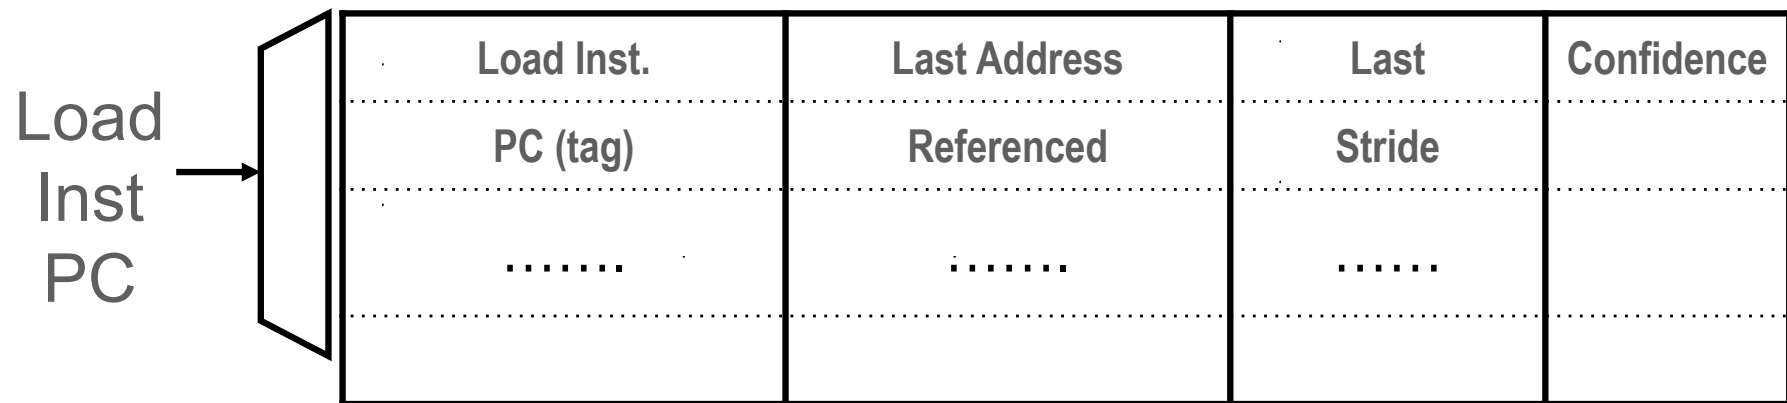 Load
Inst
PC
Load Inst. Last Address Last Confidence
PC (tag) Referenced Stride
....... ....... ......